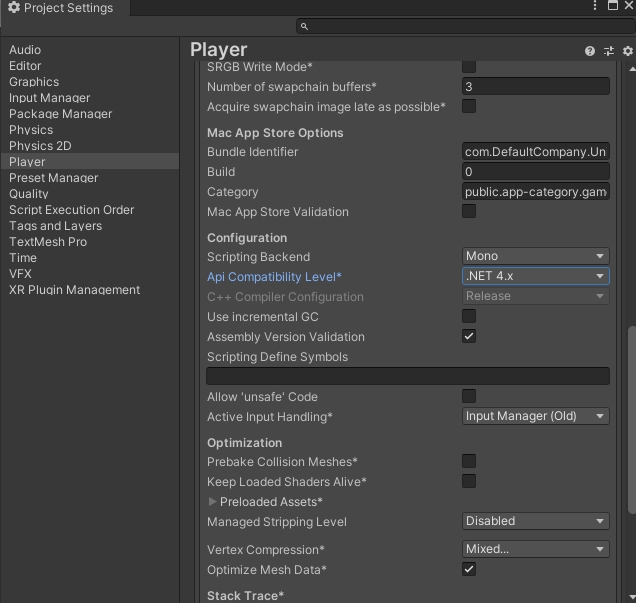 Project Settings
Audio
Editor
Graphics
Input Manager
Package Manager
Physics
Physics 2D
Player
Preset Manager
Quality
Script Execution Order
Tags and Layers
TextMesh Pro
Time
VFX
XR Plugin Management
Player
SRGB Write Mode*
Number of swapchain buffers* 3
Acquire swapchain image late as possible*
Mac App Store Options
Bundle Identifier com.DefaultCompany.Un
Build 0
Category public.app-category.gam
Mac App Store Validation
Configuration
Scripting Backend Mono
Api Compatibility Level* .NET 4.x
C++ Compiler Configuration Release
Use incremental GC
Assembly Version Validation
Scripting Define Symbols
Allow 'unsafe' Code
Active Input Handling* Input Manager (Old)
Optimization
Prebake Collision Meshes*
Keep Loaded Shaders Alive*
Preloaded Assets*
Managed Stripping Level Disabled
Vertex Compression* Mixed...
Optimize Mesh Data*
Stack Trace*